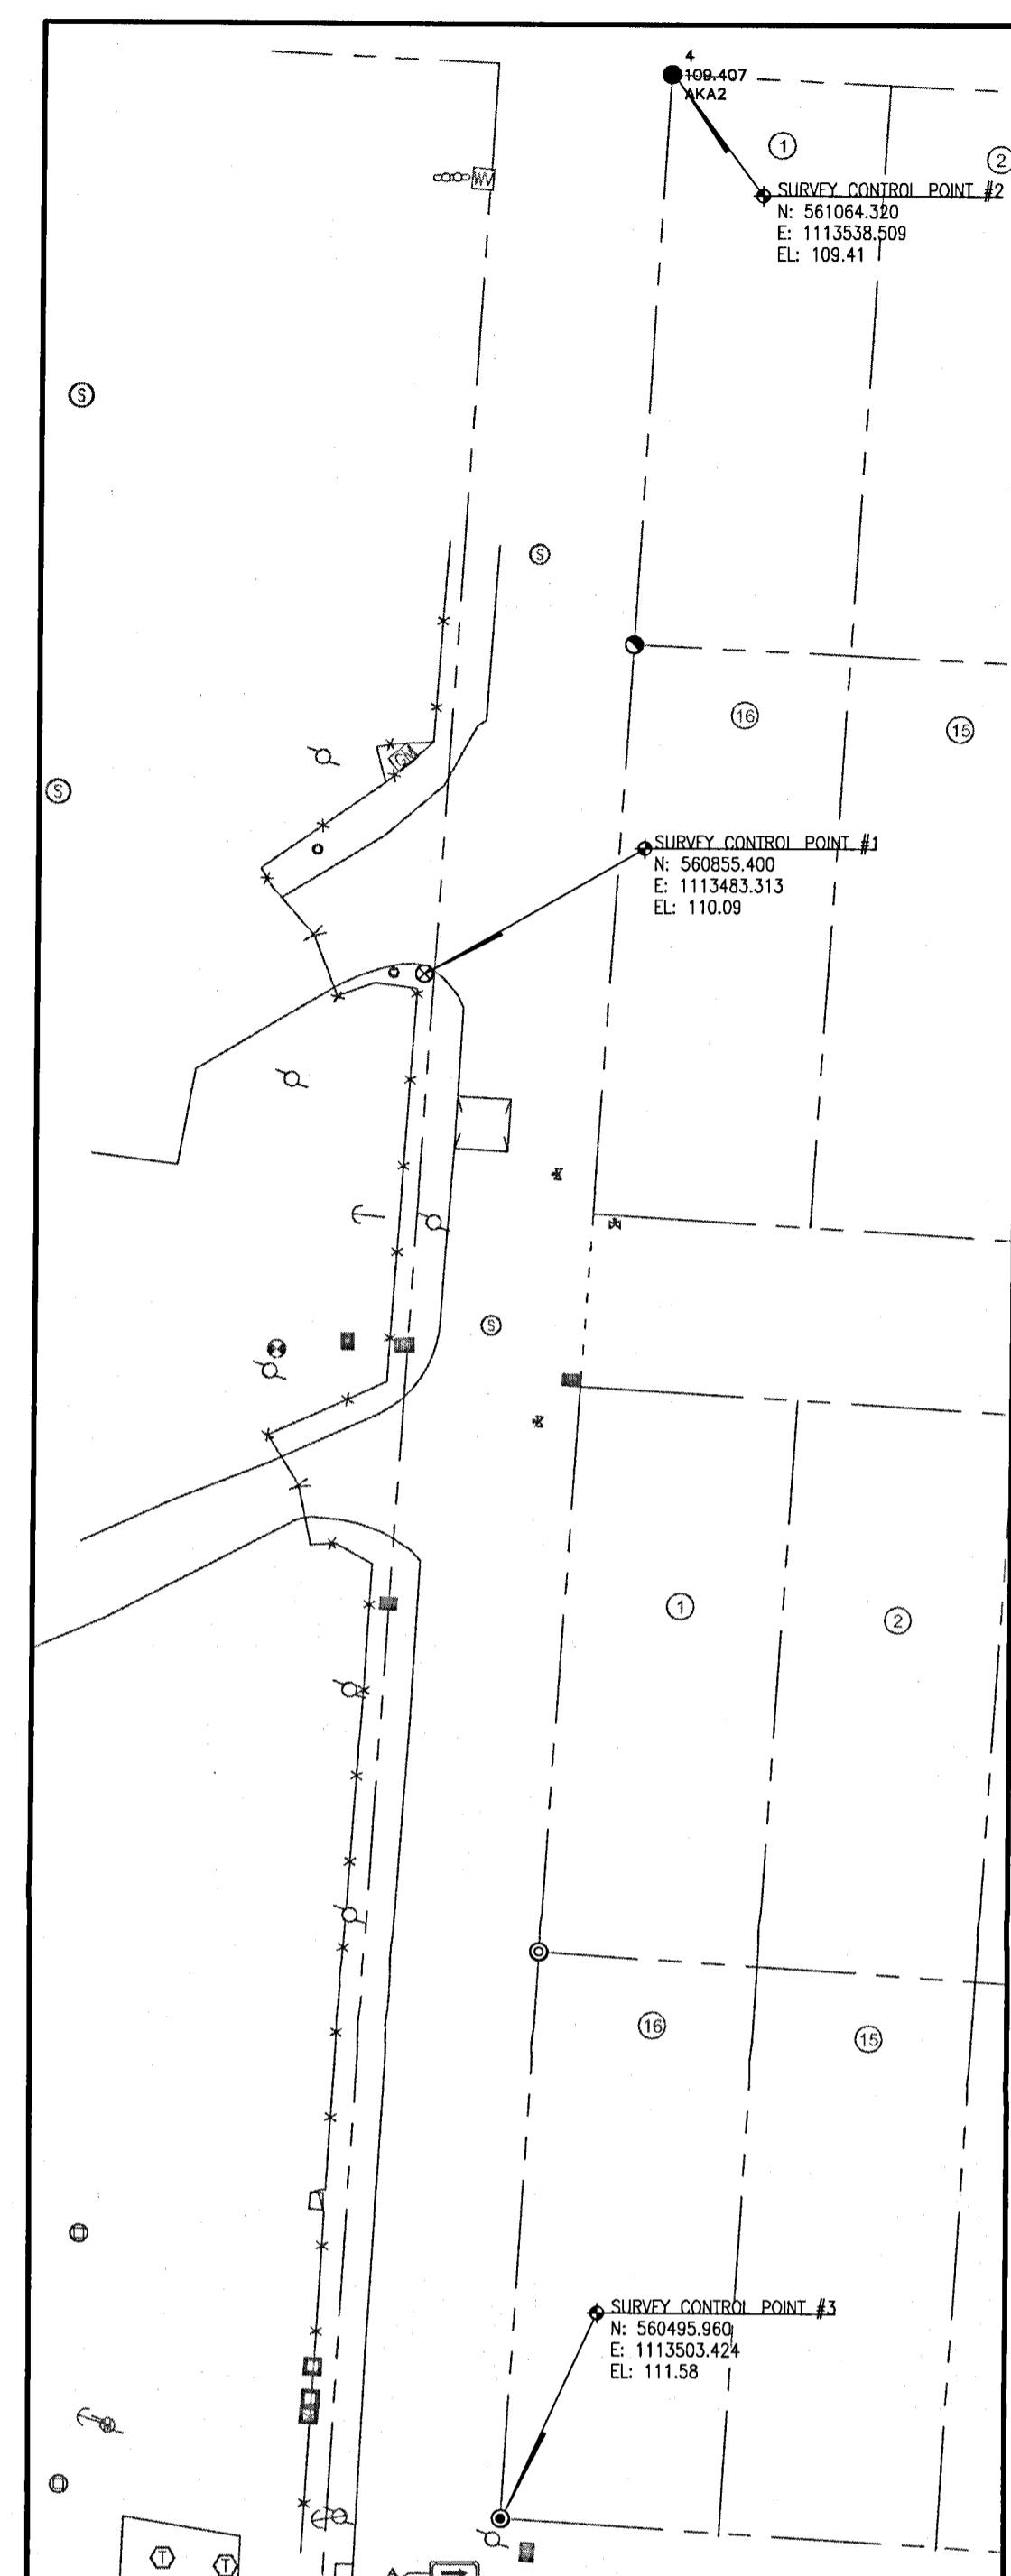 4
109.407
AKA2
1
2
SURVEY CONTROL POINT #2
N: 561064.320
E: 1113538.509
EL: 109.41
WV
S
S
16
15
GM
S
SURVEY CONTROL POINT #1
N: 560855.400
E: 1113483.313
EL: 110.09
S
1
2
16
15
SURVEY CONTROL POINT #3
N: 560495.960
E: 1113503.424
EL: 111.58
T
T